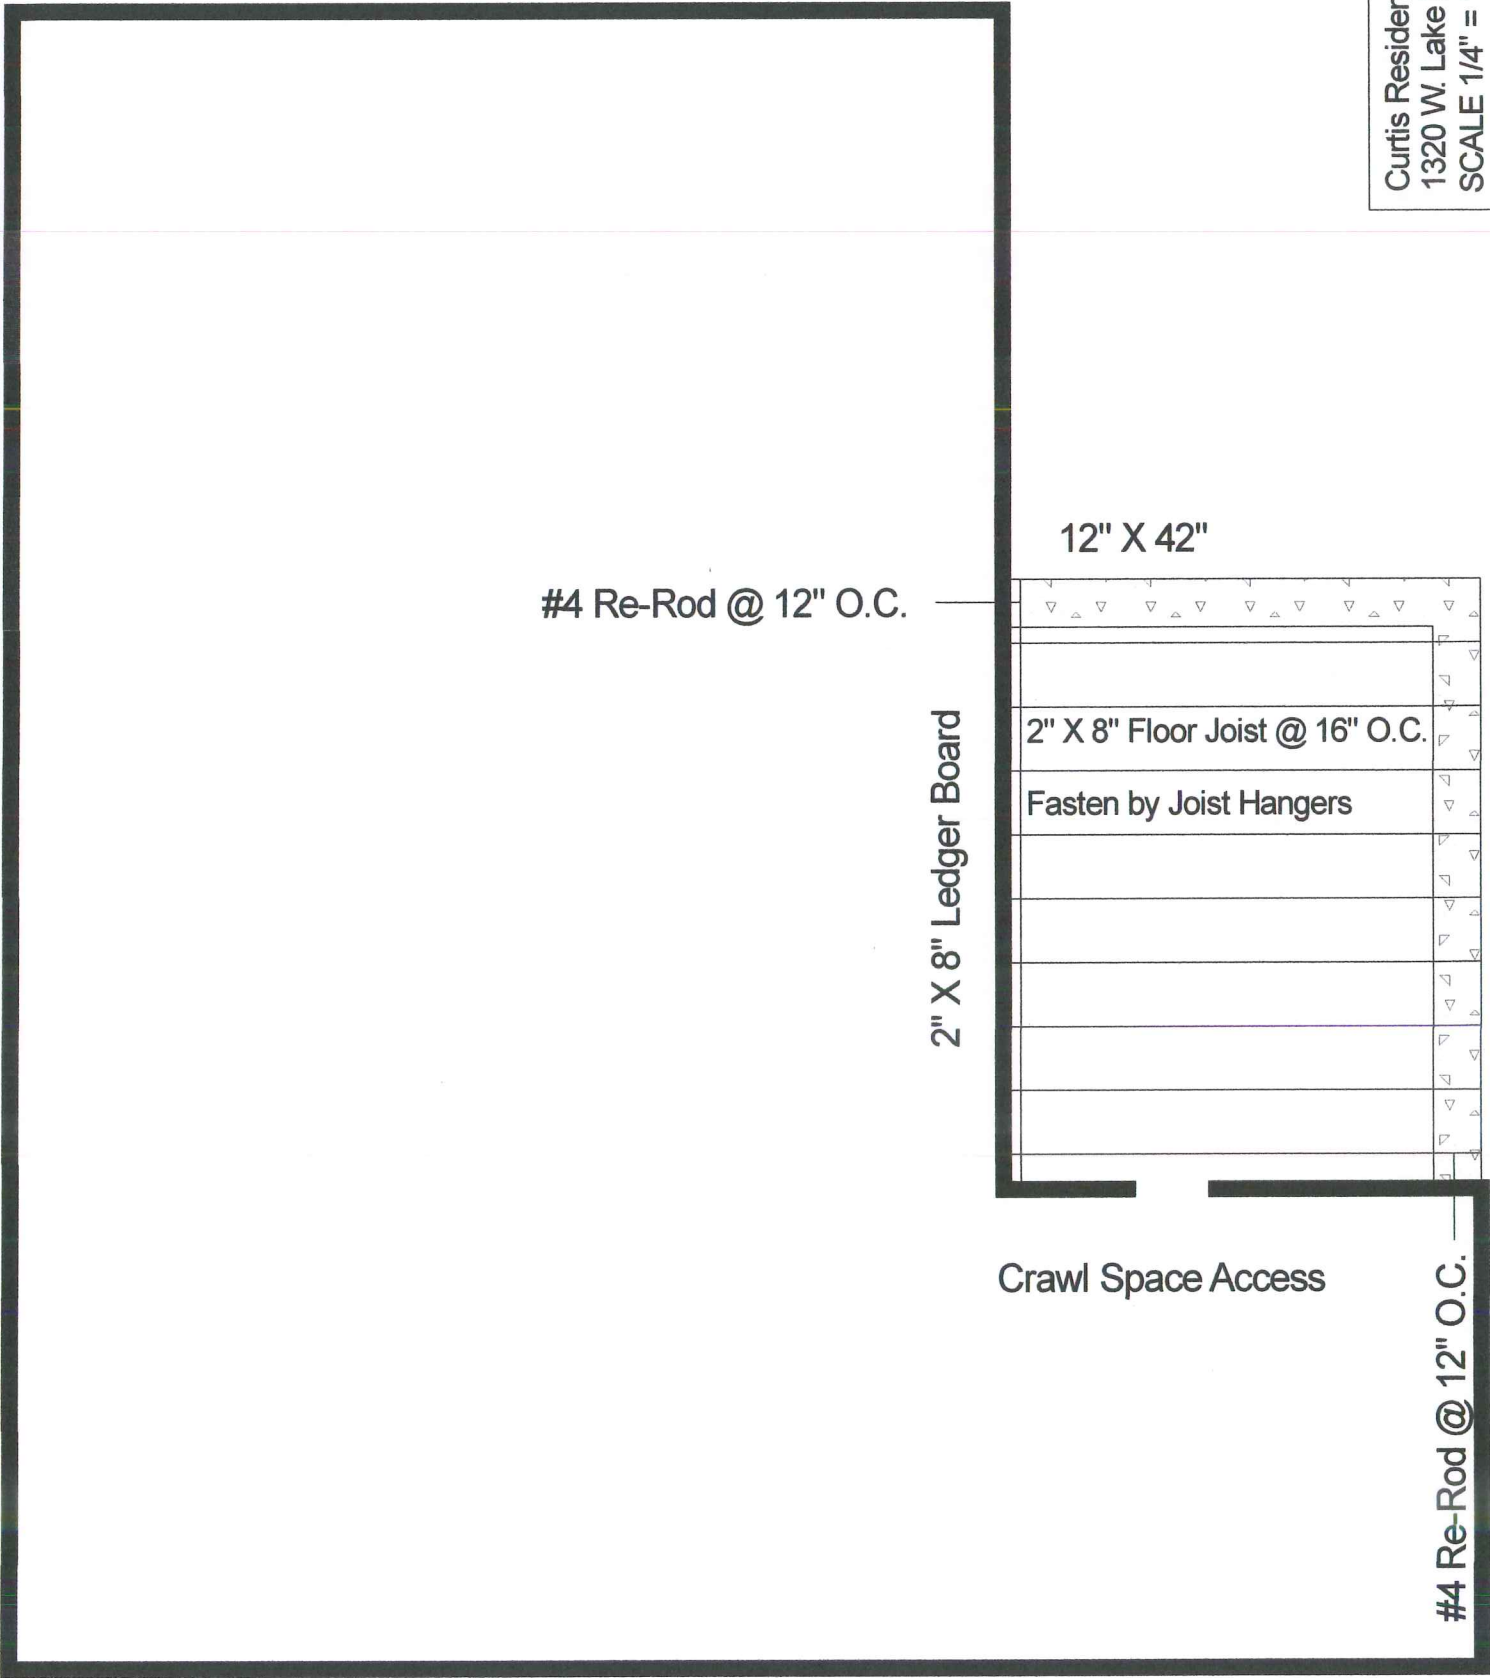 Curtis
1320 W. Lake
SCALE 1/4" =
12" X 42"
#4 Re-Rod @ 12" O.C.
2" X 8" Floor Joist @ 16" O.C.
Fasten by Joist Hangers
2" X 8" Ledger Board
Crawl Space Access
#4 Re-Rod @ 12" O.C.